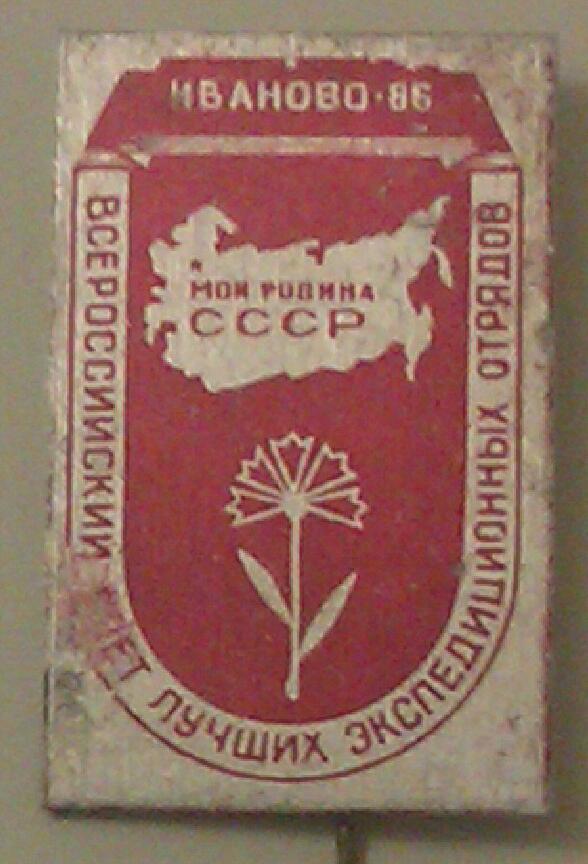 ИВАНОВО·86
МОЯ РОДИНА
СССР
ВСЕРОССИЙСКИЙ ЛУЧШИХ ЭКСПЕДИЦИОННЫХ ОТРЯДОВ